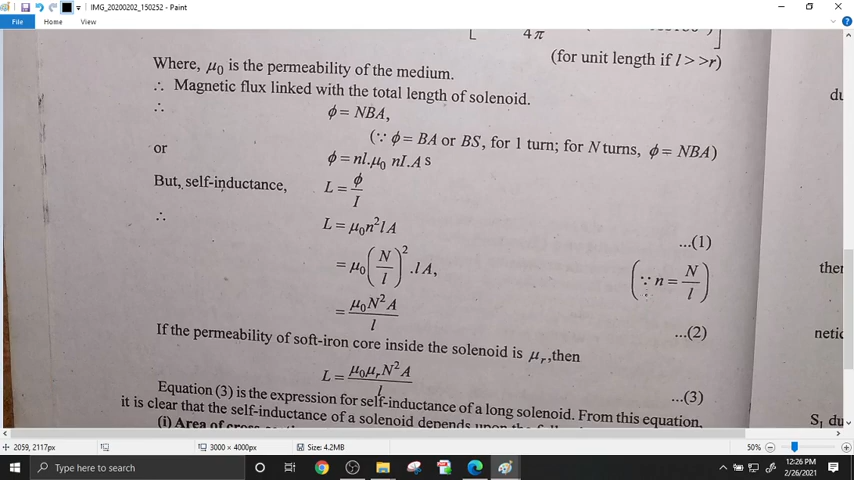 IMG_20200202_150252 - Paint
File Home View
4π
(for unit length if l > >r)
Where, μ₀ is the permeability of the medium.
∴ Magnetic flux linked with the total length of solenoid.
∴ ϕ = NBA,
(∵ ϕ = BA or BS, for 1 turn; for N turns, ϕ = NBA)
or ϕ = nl.μ₀ nI.A s
But, self-inductance, L = ϕ/I
∴ L = μ₀n²lA ...(1)
= μ₀(N/l)².lA, (∵ n = N/l)
= μ₀N²A/l ...(2)
If the permeability of soft-iron core inside the solenoid is μᵣ,then
L = μ₀μᵣN²A/l ...(3)
Equation (3) is the expression for self-inductance of a long solenoid. From this equation,
it is clear that the self-inductance of a solenoid depends upon the
(i) Area of
du
ther
netic
S₁ du
2059, 2117px 3000 × 4000px Size: 4.2MB 50%
Type here to search
12:26 PM
2/26/2021